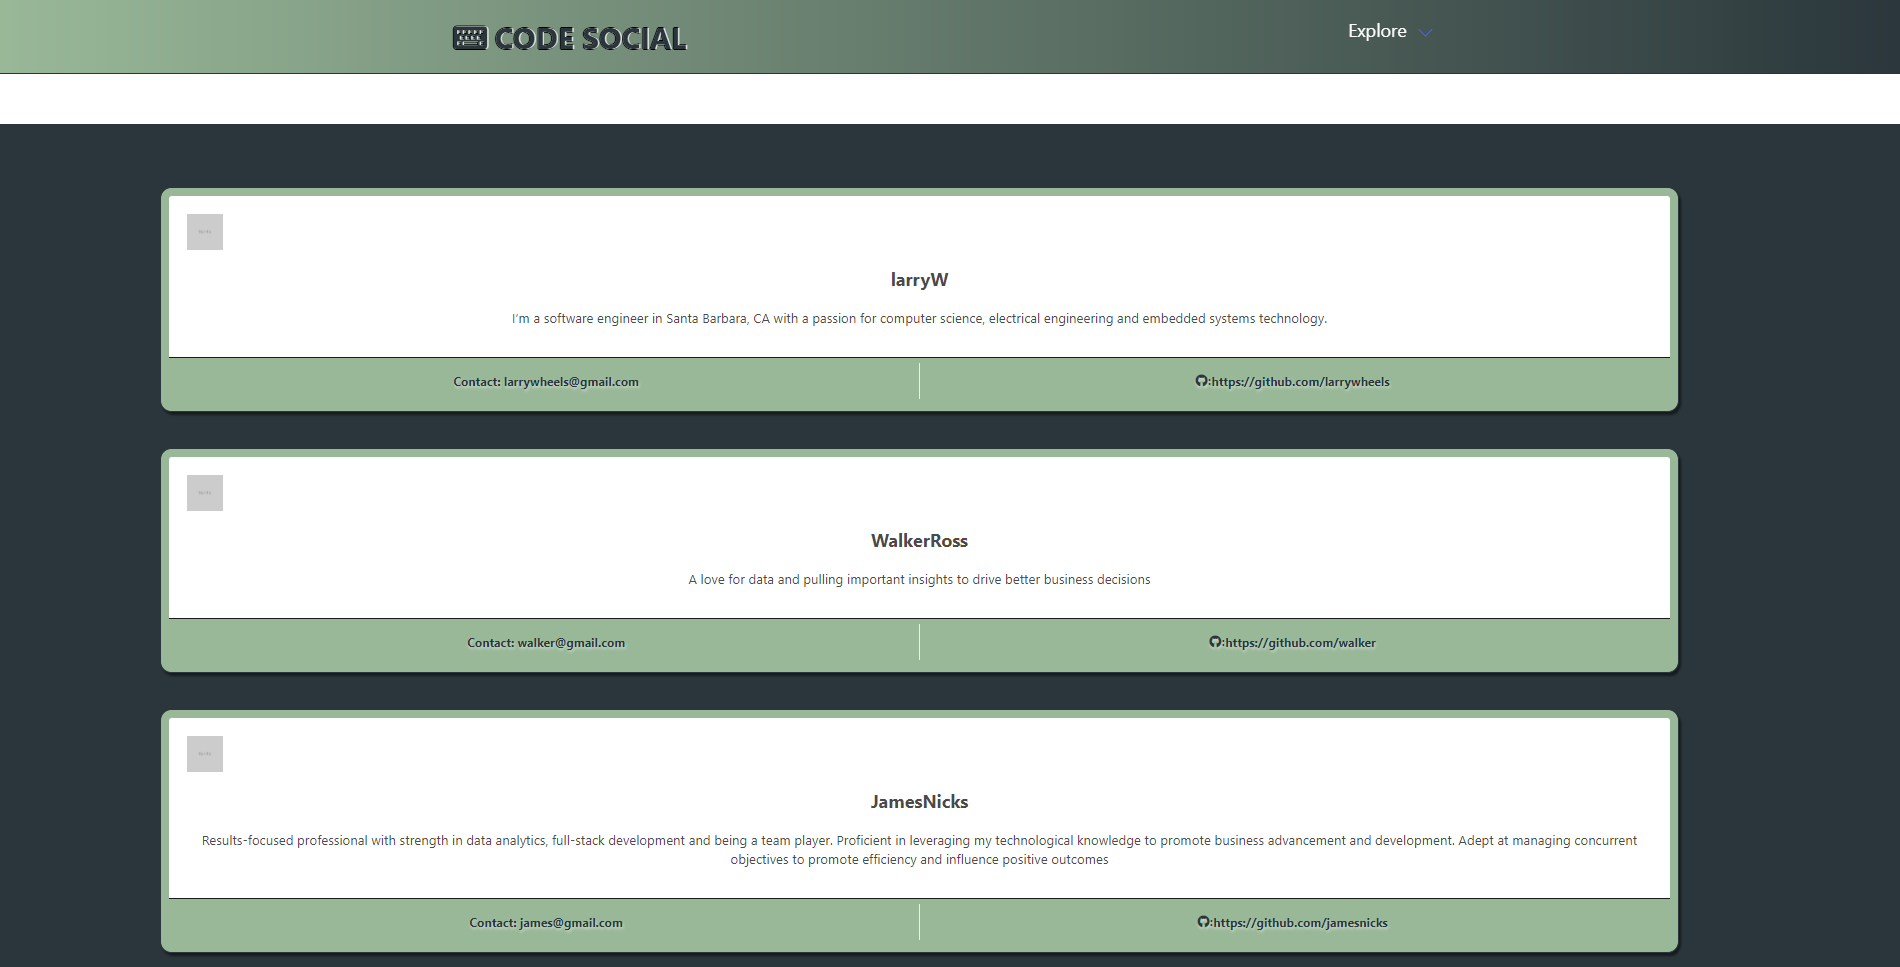 CODE SOCIAL
Explore
larryW
I'm a software engineer in Santa Barbara, CA with a passion for computer science, electrical engineering and embedded systems technology.
Contact: larrywheels@gmail.com
:https://github.com/larrywheels
WalkerRoss
A love for data and pulling important insights to drive better business decisions
Contact: walker@gmail.com
:https://github.com/walker
JamesNicks
Results-focused professional with strength in data analytics, full-stack development and being a team player. Proficient in leveraging my technological knowledge to promote business advancement and development. Adept at managing concurrent
objectives to promote efficiency and influence positive outcomes
Contact: james@gmail.com
:https://github.com/jamesnicks